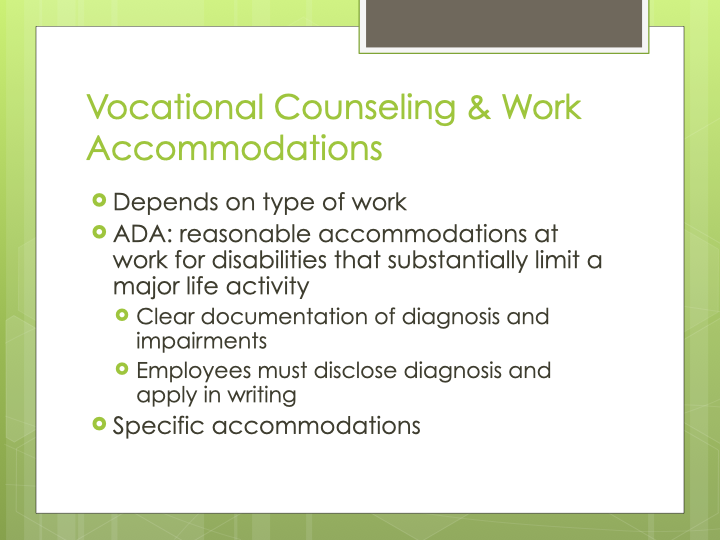 Vocational Counseling & Work
Accommodations
Depends on type of work
ADA: reasonable accommodations at
work for disabilities that substantially limit a
major life activity
Clear documentation of diagnosis and
impairments
Employees must disclose diagnosis and
apply in writing
Specific accommodations